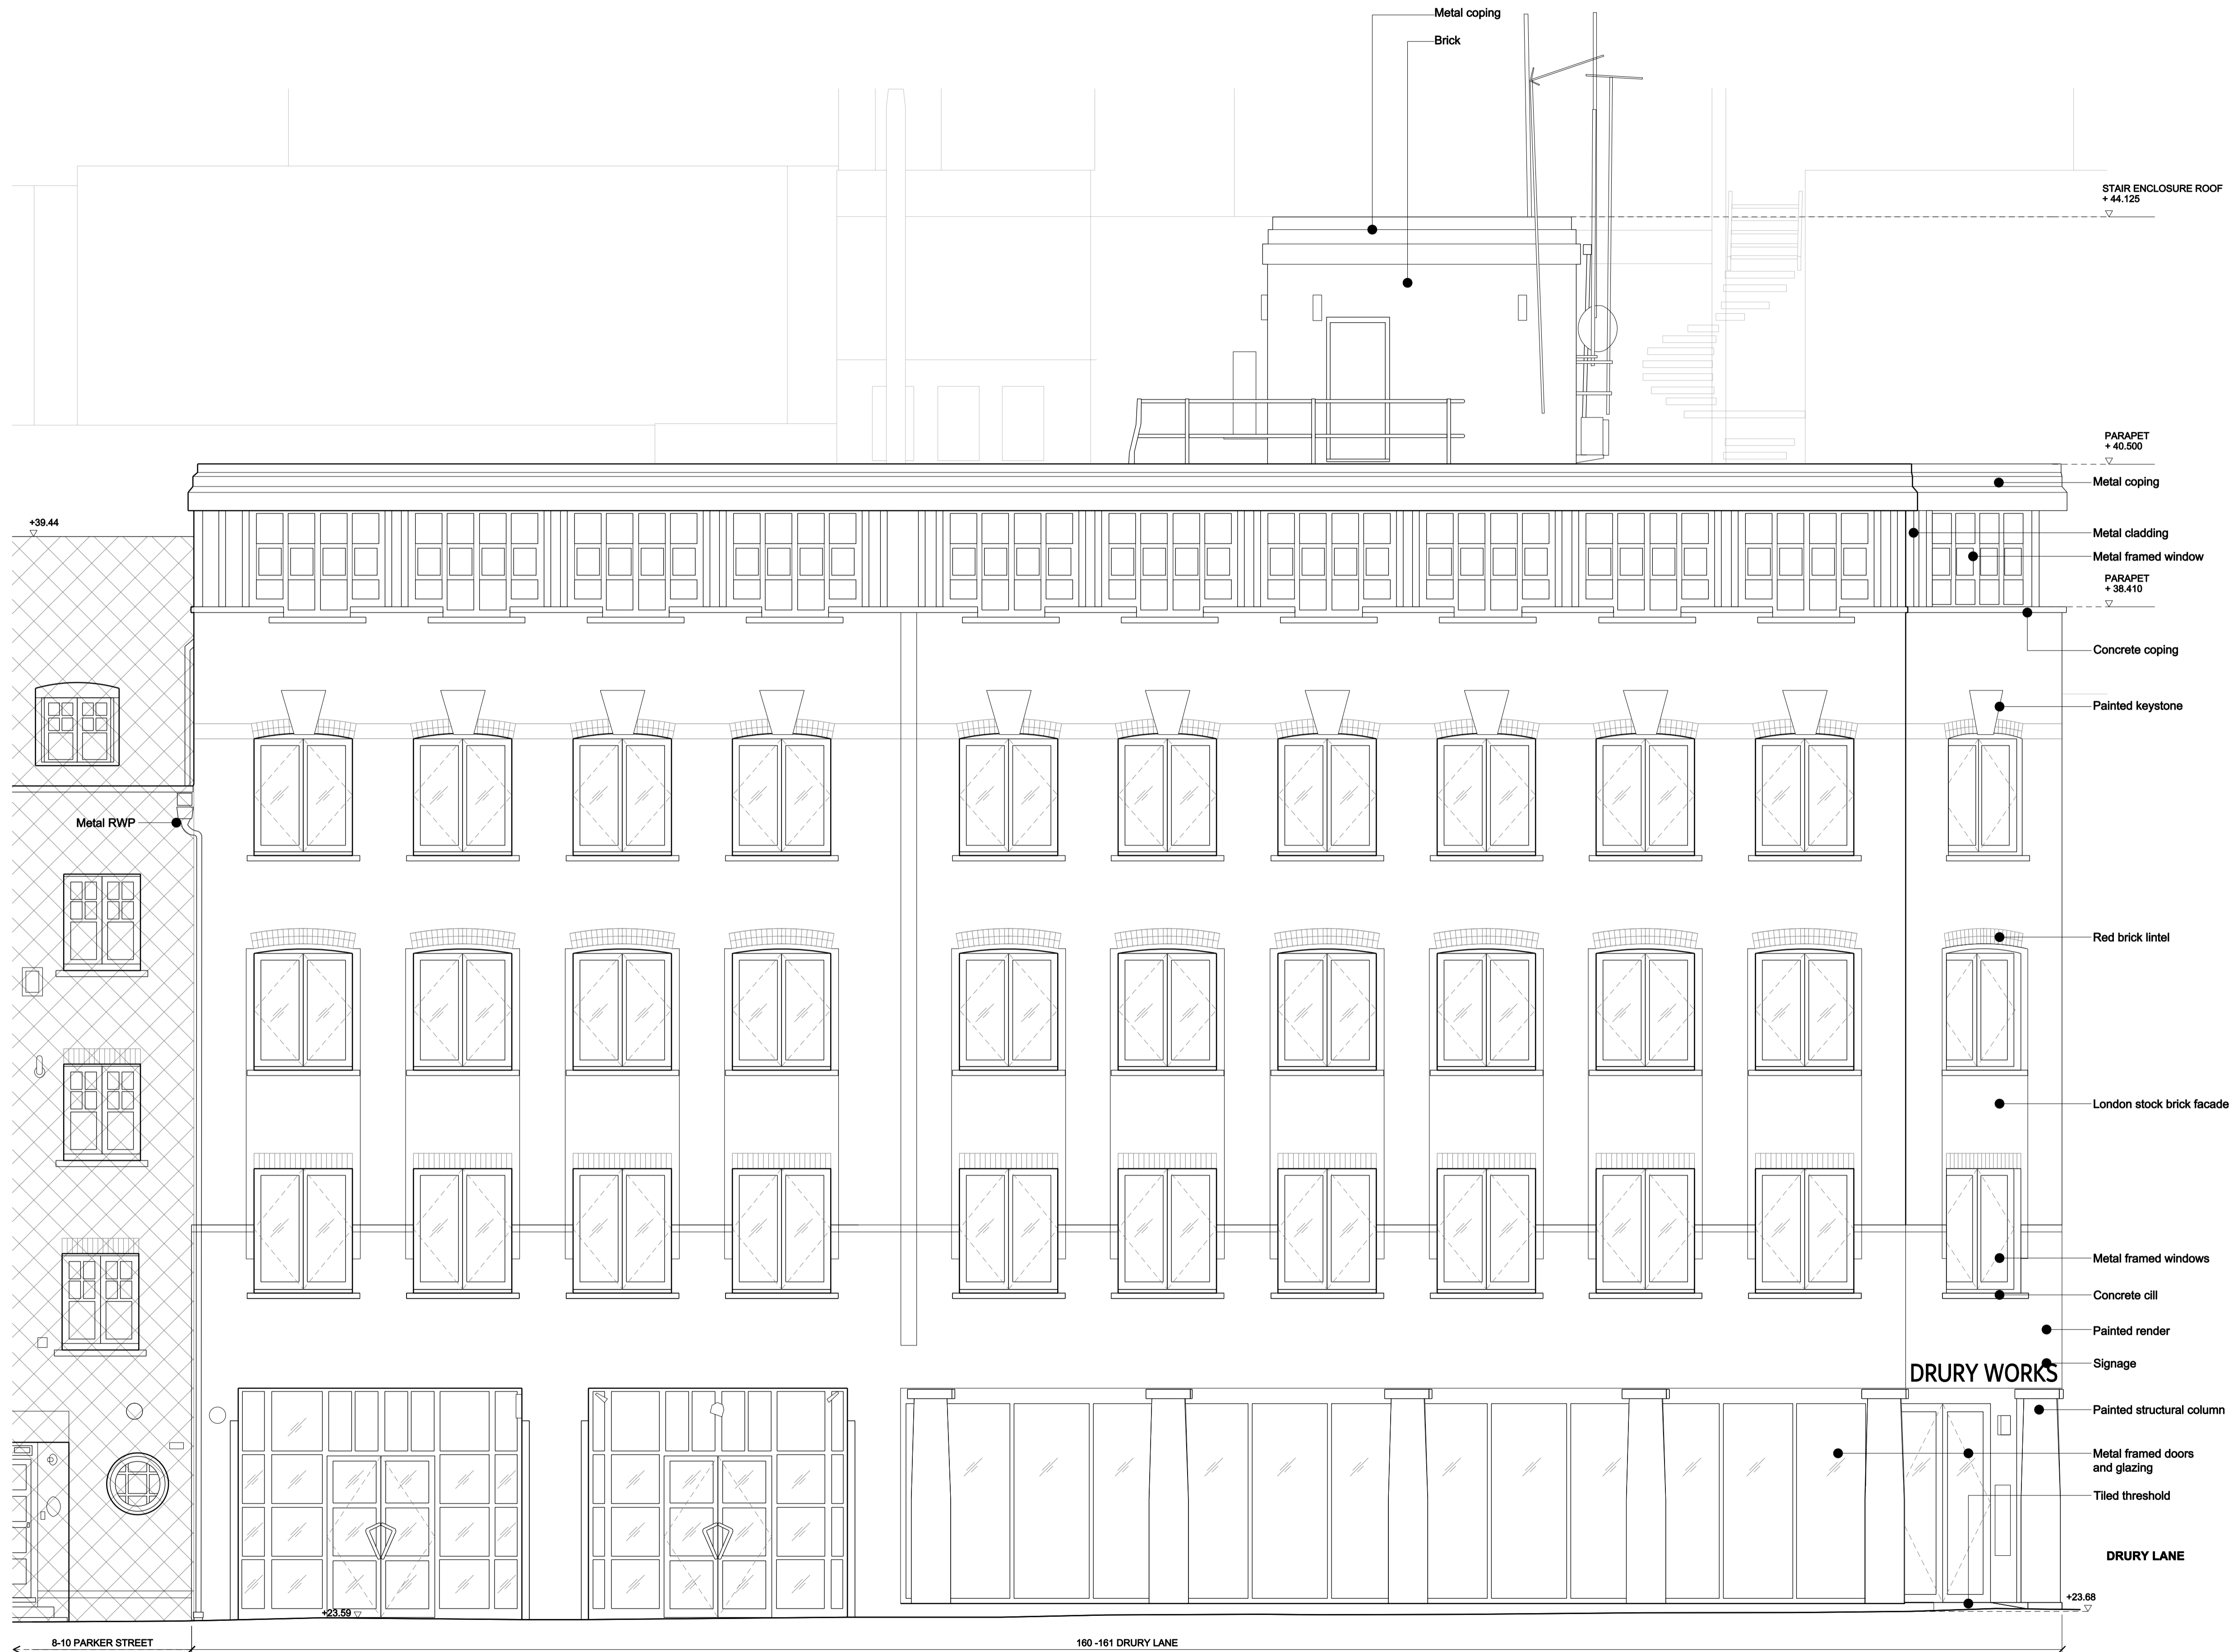 Metal coping
Brick
STAIR ENCLOSURE ROOF
+ 44.125
PARAPET
+ 40.500
Metal coping
+39.44
Metal cladding
Metal framed window
PARAPET
+ 38.410
Concrete coping
Painted keystone
Metal RWP
Red brick lintel
London stock brick facade
Metal framed windows
Concrete cill
Painted render
Signage
DRURY WORKS
Painted structural column
Metal framed doors
and glazing
Tiled threshold
DRURY LANE
+23.68
+23.59
8-10 PARKER STREET
160 -161 DRURY LANE